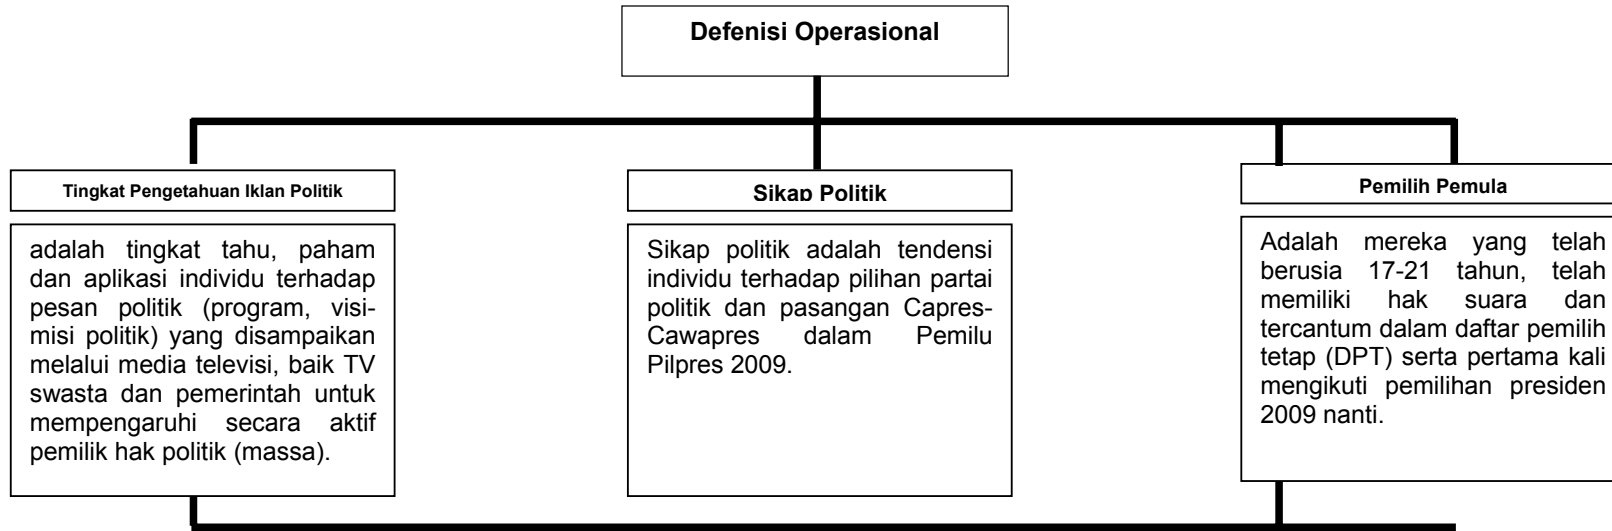 Defenisi Operasional
Tingkat Pengetahuan Iklan Politik
adalah tingkat tahu, paham
dan aplikasi individu terhadap
pesan politik (program, visi-
misi politik) yang disampaikan
melalui media televisi, baik TV
swasta dan pemerintah untuk
mempengaruhi secara aktif
pemilik hak politik (massa).
Sikap Politik
Sikap politik adalah tendensi
individu terhadap pilihan partai
politik dan pasangan Capres-
Cawapres dalam Pemilu
Pilpres 2009.
Pemilih Pemula
Adalah mereka yang telah
berusia 17-21 tahun, telah
memiliki hak suara dan
tercantum dalam daftar pemilih
tetap (DPT) serta pertama kali
mengikuti pemilihan presiden
2009 nanti.